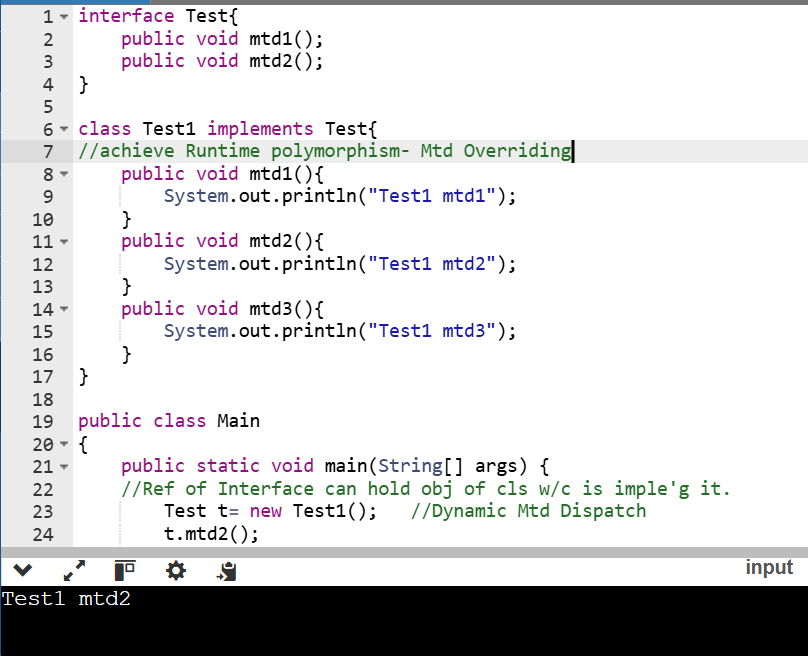 1 interface Test{
2     public void mtd1();
3     public void mtd2();
4 }
5
6 class Test1 implements Test{
7 //achieve Runtime polymorphism- Mtd Overriding
8     public void mtd1(){
9         System.out.println("Test1 mtd1");
10     }
11     public void mtd2(){
12         System.out.println("Test1 mtd2");
13     }
14     public void mtd3(){
15         System.out.println("Test1 mtd3");
16     }
17 }
18
19 public class Main
20 {
21     public static void main(String[] args) {
22     //Ref of Interface can hold obj of cls w/c is imple'g it.
23         Test t= new Test1();   //Dynamic Mtd Dispatch
24         t.mtd2();
input
Test1 mtd2